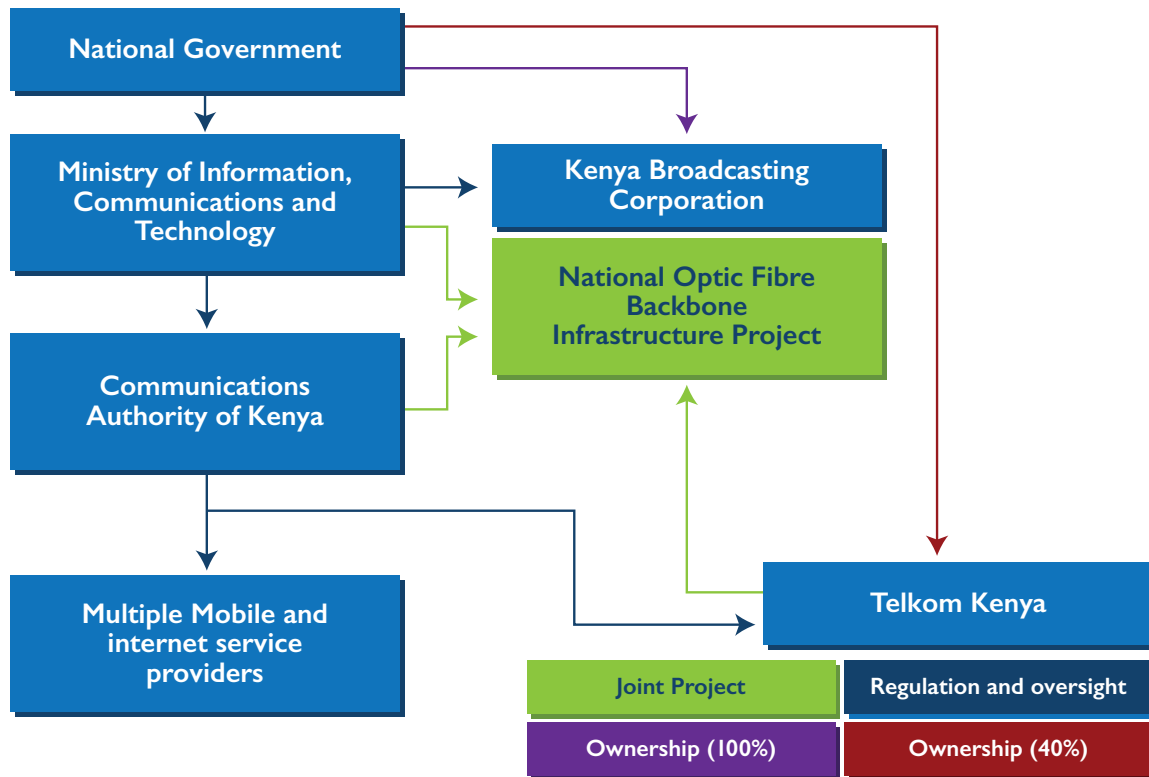 National Government
Ministry of Information,
Communications and
Technology
Kenya Broadcasting
Corporation
National Optic Fibre
Backbone
Infrastructure Project
Communications
Authority of Kenya
Multiple Mobile and
internet service
providers
Telkom Kenya
Joint Project
Regulation and oversight
Ownership (100%)
Ownership (40%)